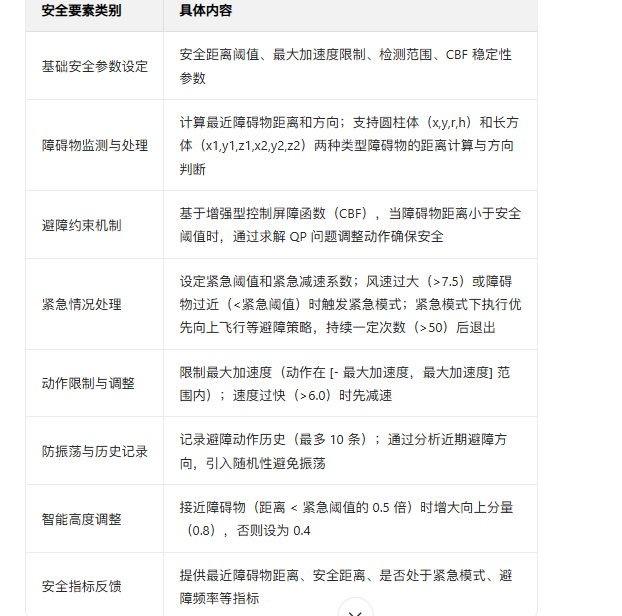 安全要素类别
具体内容
基础安全参数设定
安全距离阈值、最大加速度限制、检测范围、CBF 稳定性
参数
障碍物监测与处理
计算最近障碍物距离和方向；支持圆柱体（x,y,r,h）和长方
体（x1,y1,z1,x2,y2,z2）两种类型障碍物的距离计算与方向
判断
避障约束机制
基于增强型控制屏障函数（CBF），当障碍物距离小于安全
阈值时，通过求解 QP 问题调整动作确保安全
紧急情况处理
设定紧急阈值和紧急减速系数；风速过大（>7.5）或障碍
物过近（<紧急阈值）时触发紧急模式；紧急模式下执行优
先向上飞行等避障策略，持续一定次数（>50）后退出
动作限制与调整
限制最大加速度（动作在 [- 最大加速度，最大加速度] 范
围内）；速度过快（>6.0）时先减速
防振荡与历史记录
记录避障动作历史（最多 10 条）；通过分析近期避障方
向，引入随机性避免振荡
智能高度调整
接近障碍物（距离 < 紧急阈值的 0.5 倍）时增大向上分量
（0.8），否则设为 0.4
安全指标反馈
提供最近障碍物距离、安全距离、是否处于紧急模式、避
障频率等指标